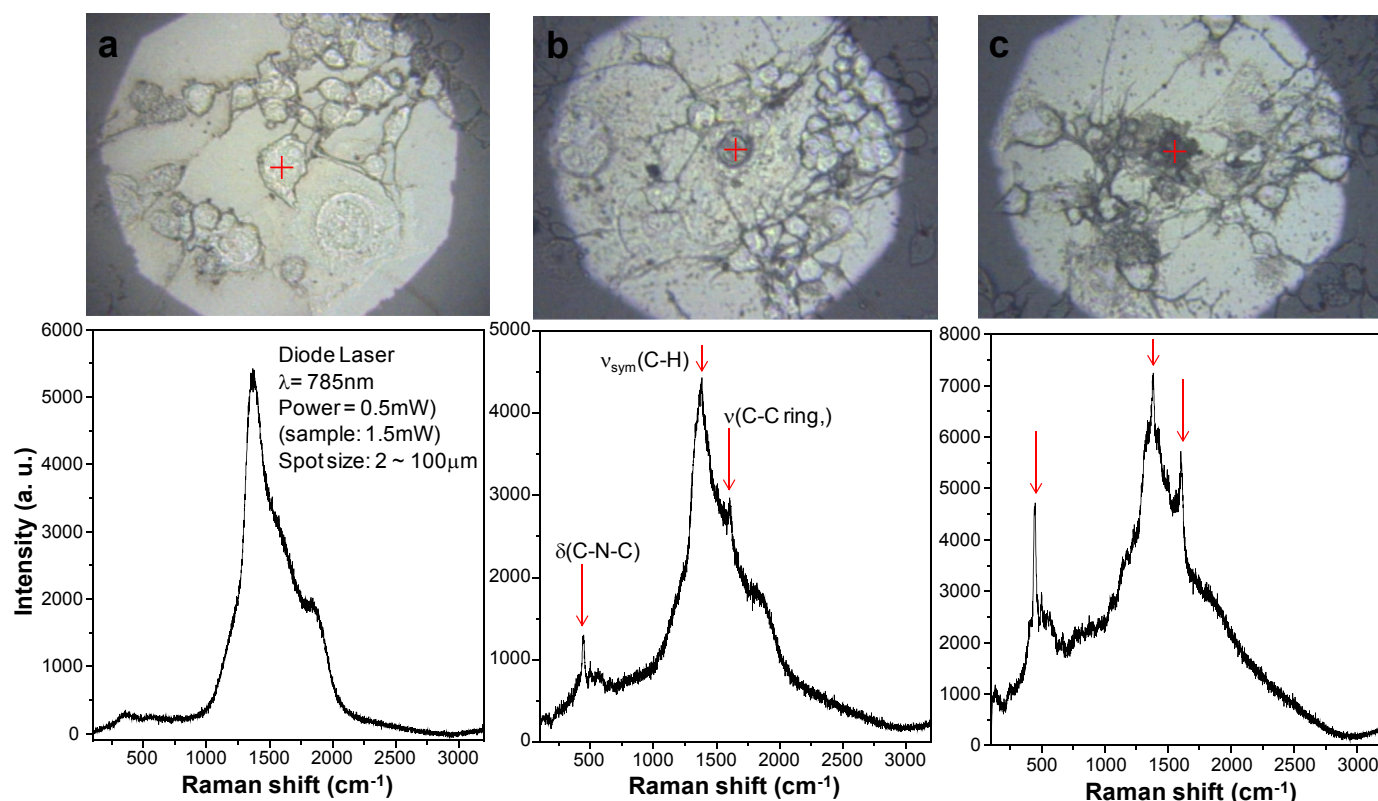 a
b
c
6000
5000
4000
3000
2000
1000
0
Intensity (a. u.)
Diode Laser
λ= 785nm
Power = 0.5mW)
(sample: 1.5mW)
Spot size: 2 ~ 100μm
500 1000 1500 2000 2500 3000
Raman shift (cm⁻¹)
5000
4000
3000
2000
1000
0
νsym(C-H)
ν(C-C ring,)
δ(C-N-C)
500 1000 1500 2000 2500 3000
Raman shift (cm⁻¹)
8000
7000
6000
5000
4000
3000
2000
1000
0
500 1000 1500 2000 2500 3000
Raman shift (cm⁻¹)